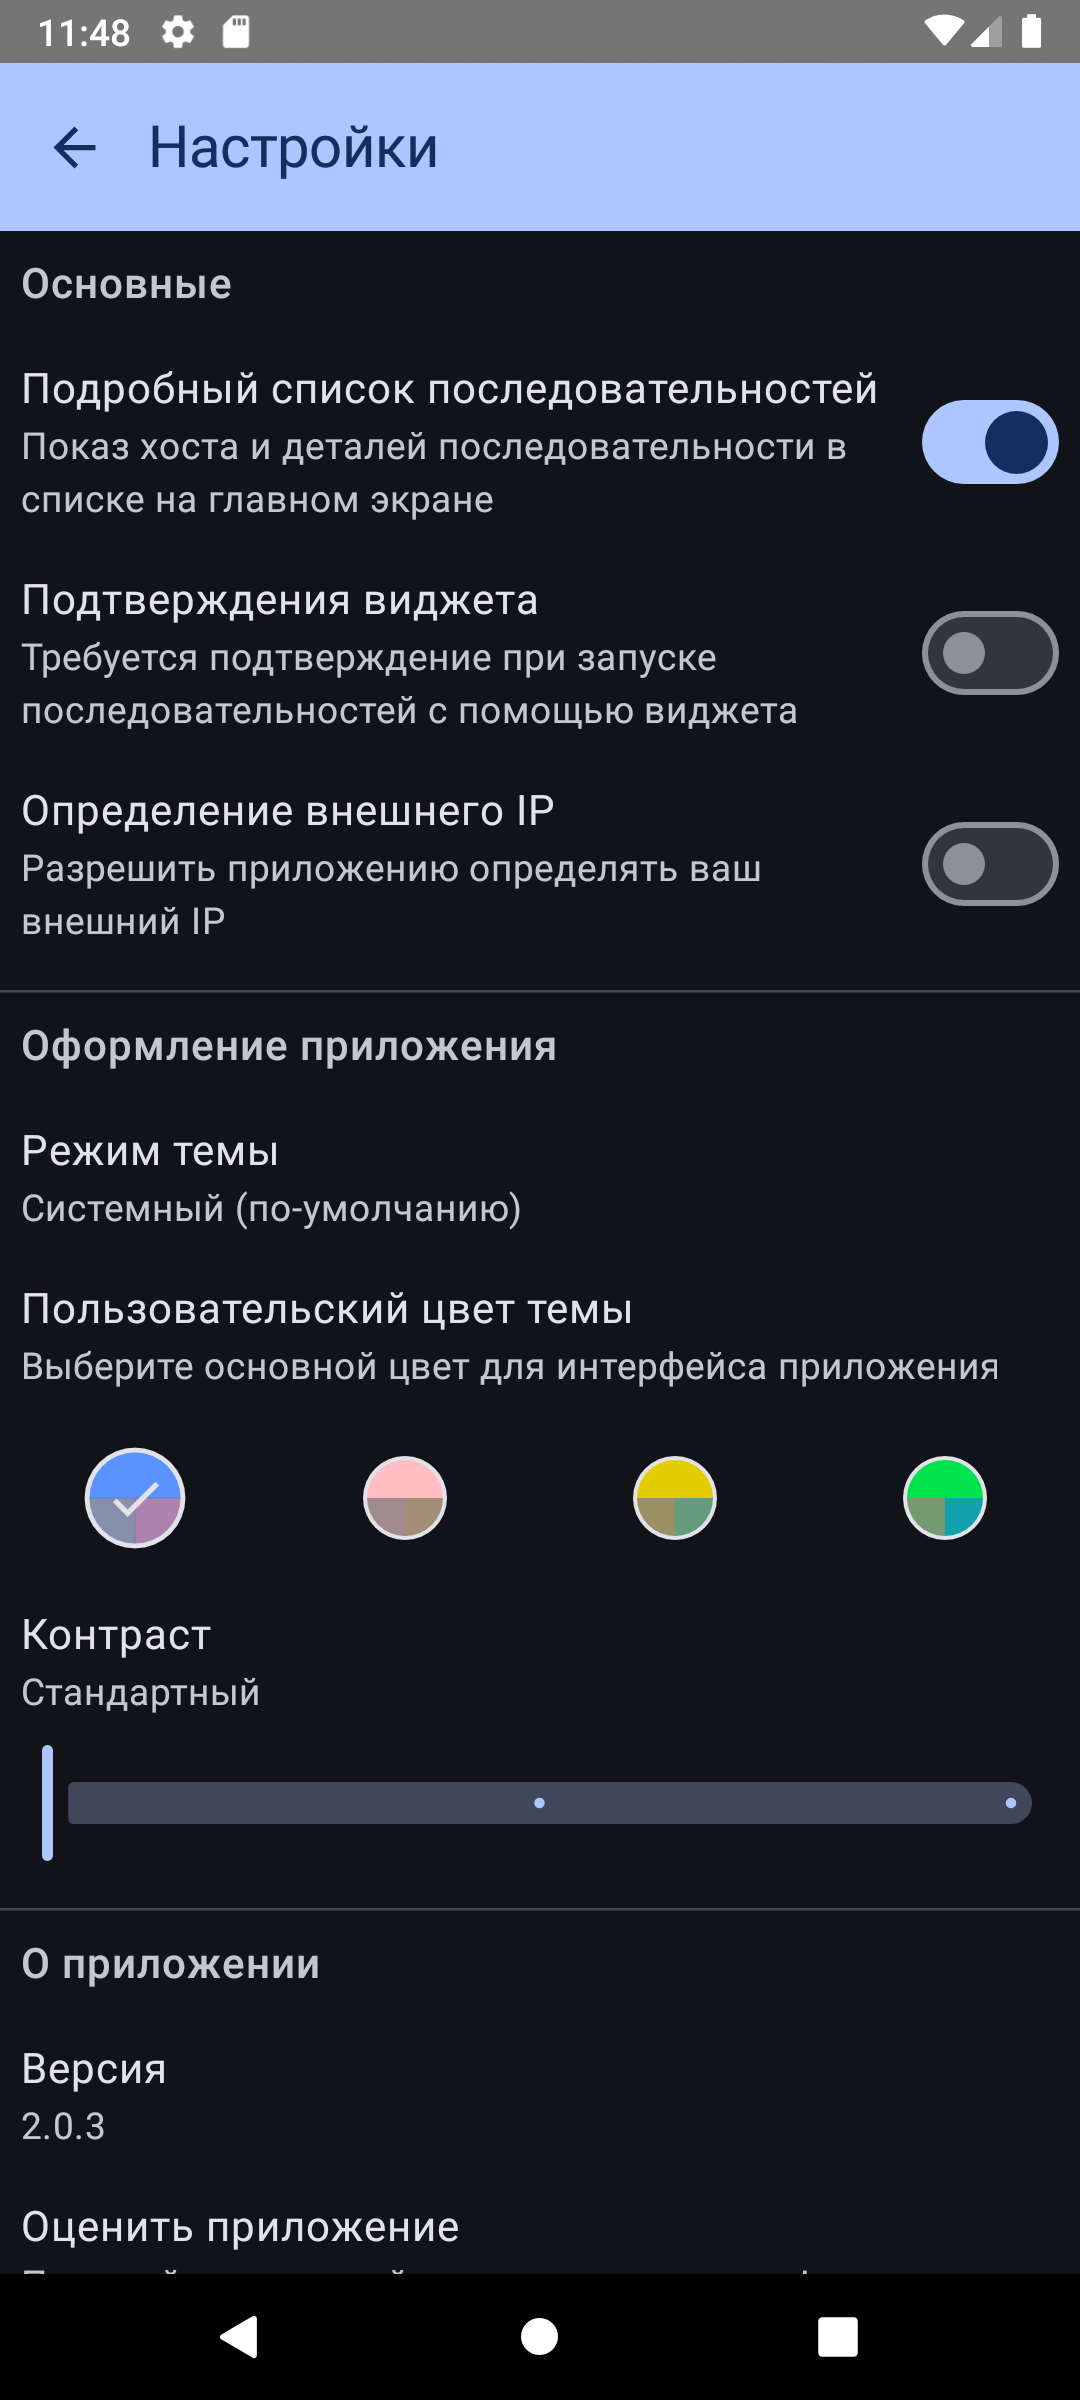 11:48
Настройки
Основные
Подробный список последовательностей
Показ хоста и деталей последовательности в
списке на главном экране
Подтверждения виджета
Требуется подтверждение при запуске
последовательностей с помощью виджета
Определение внешнего IP
Разрешить приложению определять ваш
внешний IP
Оформление приложения
Режим темы
Системный (по-умолчанию)
Пользовательский цвет темы
Выберите основной цвет для интерфейса приложения
Контраст
Стандартный
О приложении
Версия
2.0.3
Оценить приложение